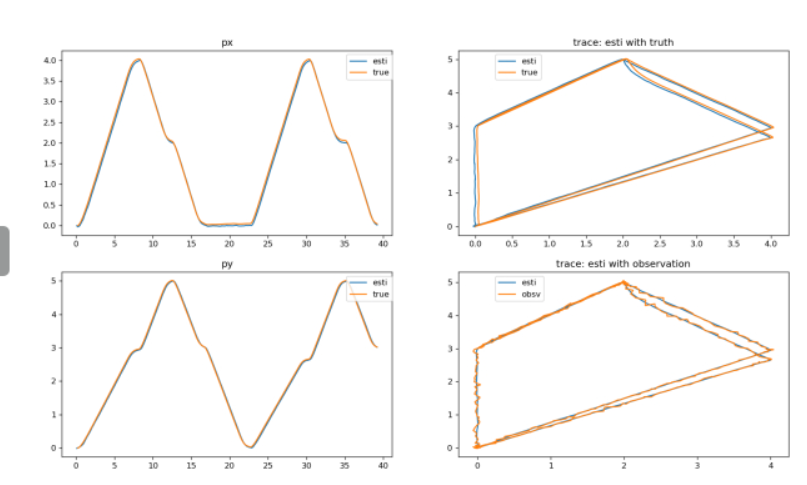 px
4.0
3.5
3.0
2.5
2.0
1.5
1.0
0.5
0.0
0 5 10 15 20 25 30 35 40
esti
true
trace: esti with truth
5
4
3
2
1
0
0.0 0.5 1.0 1.5 2.0 2.5 3.0 3.5 4.0
esti
true
py
5
4
3
2
1
0
0 5 10 15 20 25 30 35 40
esti
true
trace: esti with observation
5
4
3
2
1
0
0 1 2 3 4
esti
obsv